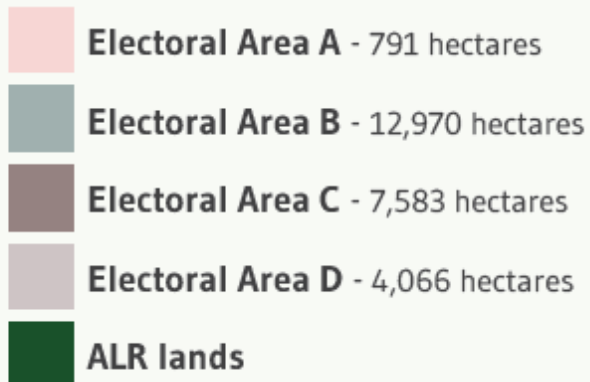 Electoral Area A - 791 hectares
Electoral Area B - 12,970 hectares
Electoral Area C - 7,583 hectares
Electoral Area D - 4,066 hectares
ALR lands